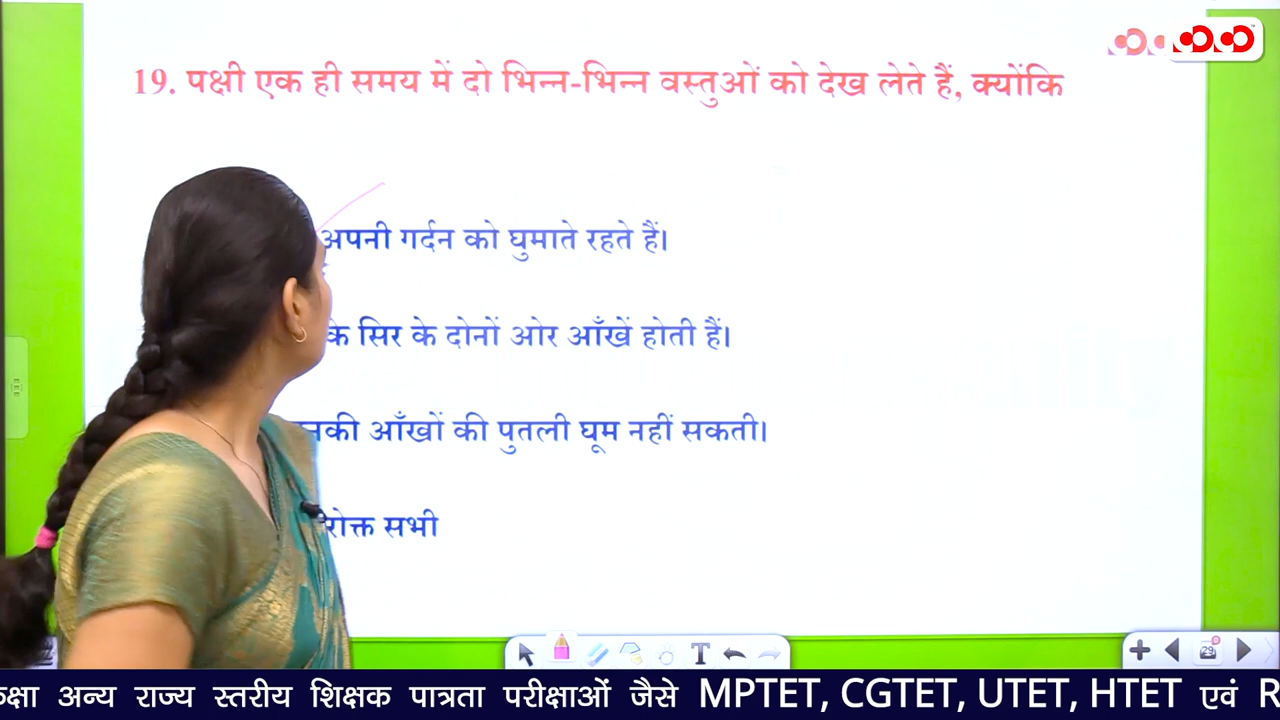 19. पक्षी एक ही समय में दो भिन्न-भिन्न वस्तुओं को देख लेते हैं, क्योंकि
अपनी गर्दन को घुमाते रहते हैं।
के सिर के दोनों ओर आँखें होती हैं।
आँखों की पुतली घूम नहीं सकती।
सभी
29
T
अन्य राज्य स्तरीय शिक्षक पात्रता परीक्षाओं जैसे MPTET, CGTET, UTET, HTET एवं